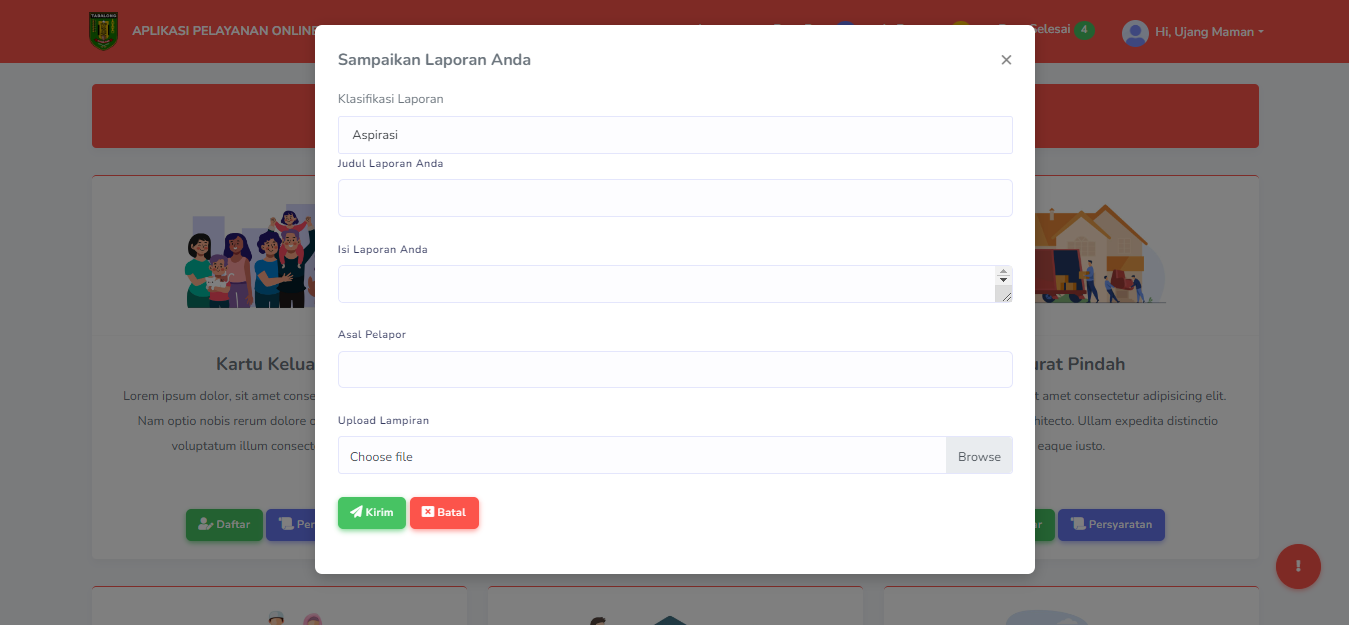 TABALONG
APLIKASI PELAYANAN ONLINE
Selesai 4
Hi, Ujang Maman
Sampaikan Laporan Anda
×
Klasifikasi Laporan
Aspirasi
Judul Laporan Anda
Isi Laporan Anda
Asal Pelapor
Upload Lampiran
Choose file
Browse
Kirim
Batal
Kartu Kelua
Lorem ipsum dolor, sit amet conse
Nam optio nobis rerum dolore
voluptatum illum consect
Daftar
Per
urat Pindah
t amet consectetur adipisicing elit.
hitecto. Ullam expedita distinctio
eaque iusto.
ar
Persyaratan
!